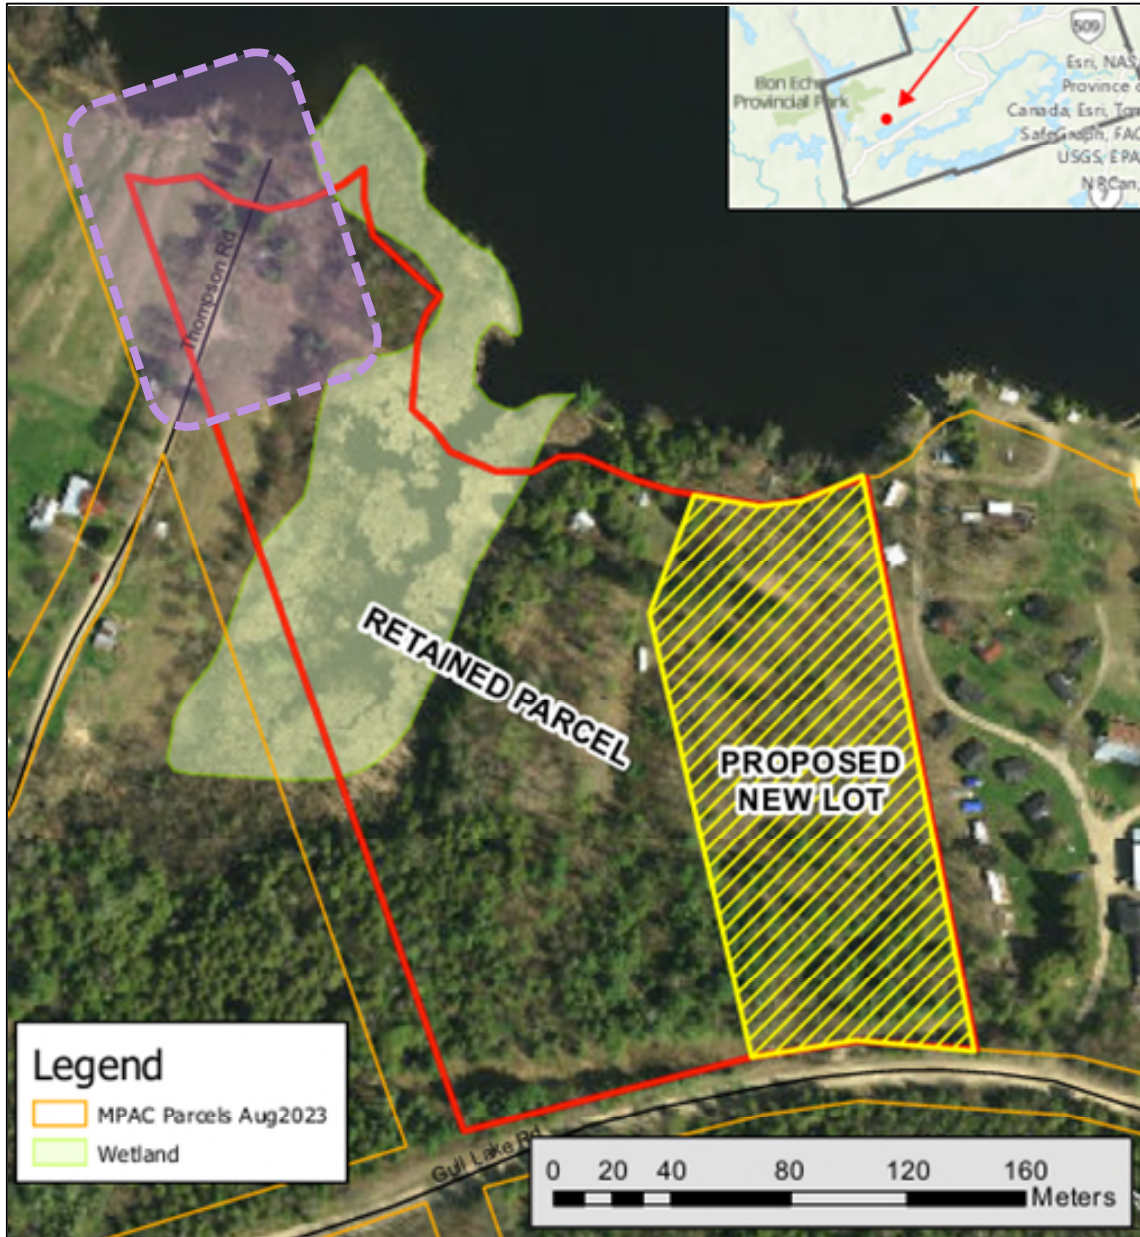 509
Bon Echo
Provincial Park
Esri, NAS
Province o
Canada, Esri, Tom
SafeGraph, FAO
USGS, EPA
NRCan,
7
Thompson Rd
RETAINED PARCEL
PROPOSED
NEW LOT
Legend
MPAC Parcels Aug2023
Wetland
Gull Lake Rd
0 20 40 80 120 160
Meters